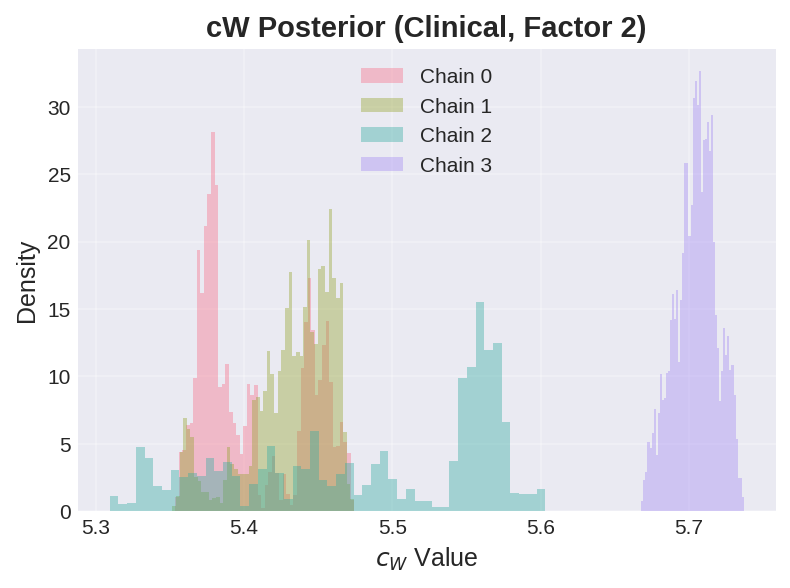 cW Posterior (Clinical, Factor 2)
Chain 0
Chain 1
Chain 2
Chain 3
Density
30
25
20
15
10
5
0
5.3 5.4 5.5 5.6 5.7
c_W Value